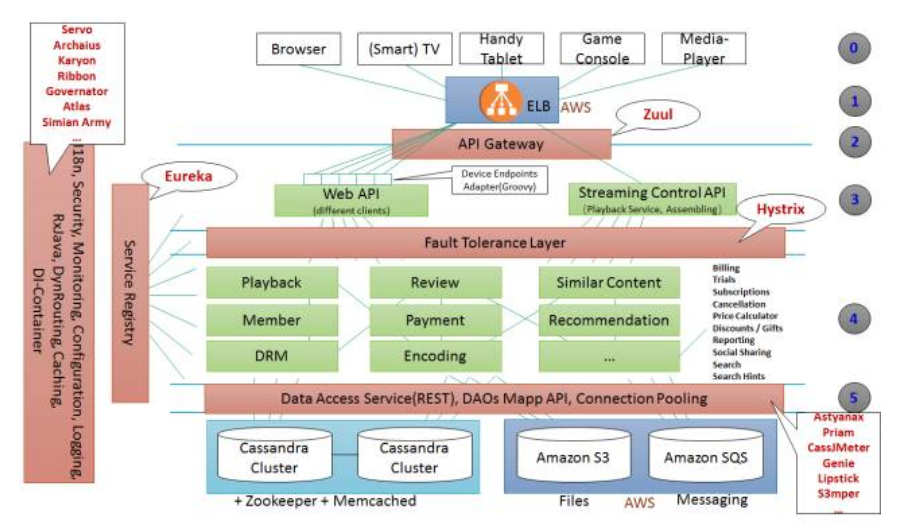 Servo
Archaius
Karyon
Ribbon
Governator
Atlas
Simian Army
...
I18n, Security, Monitoring, Configuration, Logging,
RxJava, DynRouting, Caching,
DI-Container
Browser
(Smart) TV
Handy
Tablet
Game
Console
Media-
Player
0
ELB
AWS
1
Zuul
API Gateway
2
Eureka
Service Registry
Device Endpoints
Adapter(Groovy)
Web API
(different clients)
Streaming Control API
(Playback Service, Assembling)
3
Hystrix
Fault Tolerance Layer
Playback
Review
Similar Content
Member
Payment
Recommendation
DRM
Encoding
...
Billing
Trials
Subscriptions
Cancellation
Price Calculator
Discounts / Gifts
Reporting
Social Sharing
Search
Search Hints
4
Data Access Service(REST), DAOs Mapp API, Connection Pooling
5
Astyanax
Priam
CassJMeter
Genie
Lipstick
S3mper
...
Cassandra
Cluster
Cassandra
Cluster
Amazon S3
Amazon SQS
+ Zookeeper + Memcached
Files
AWS
Messaging